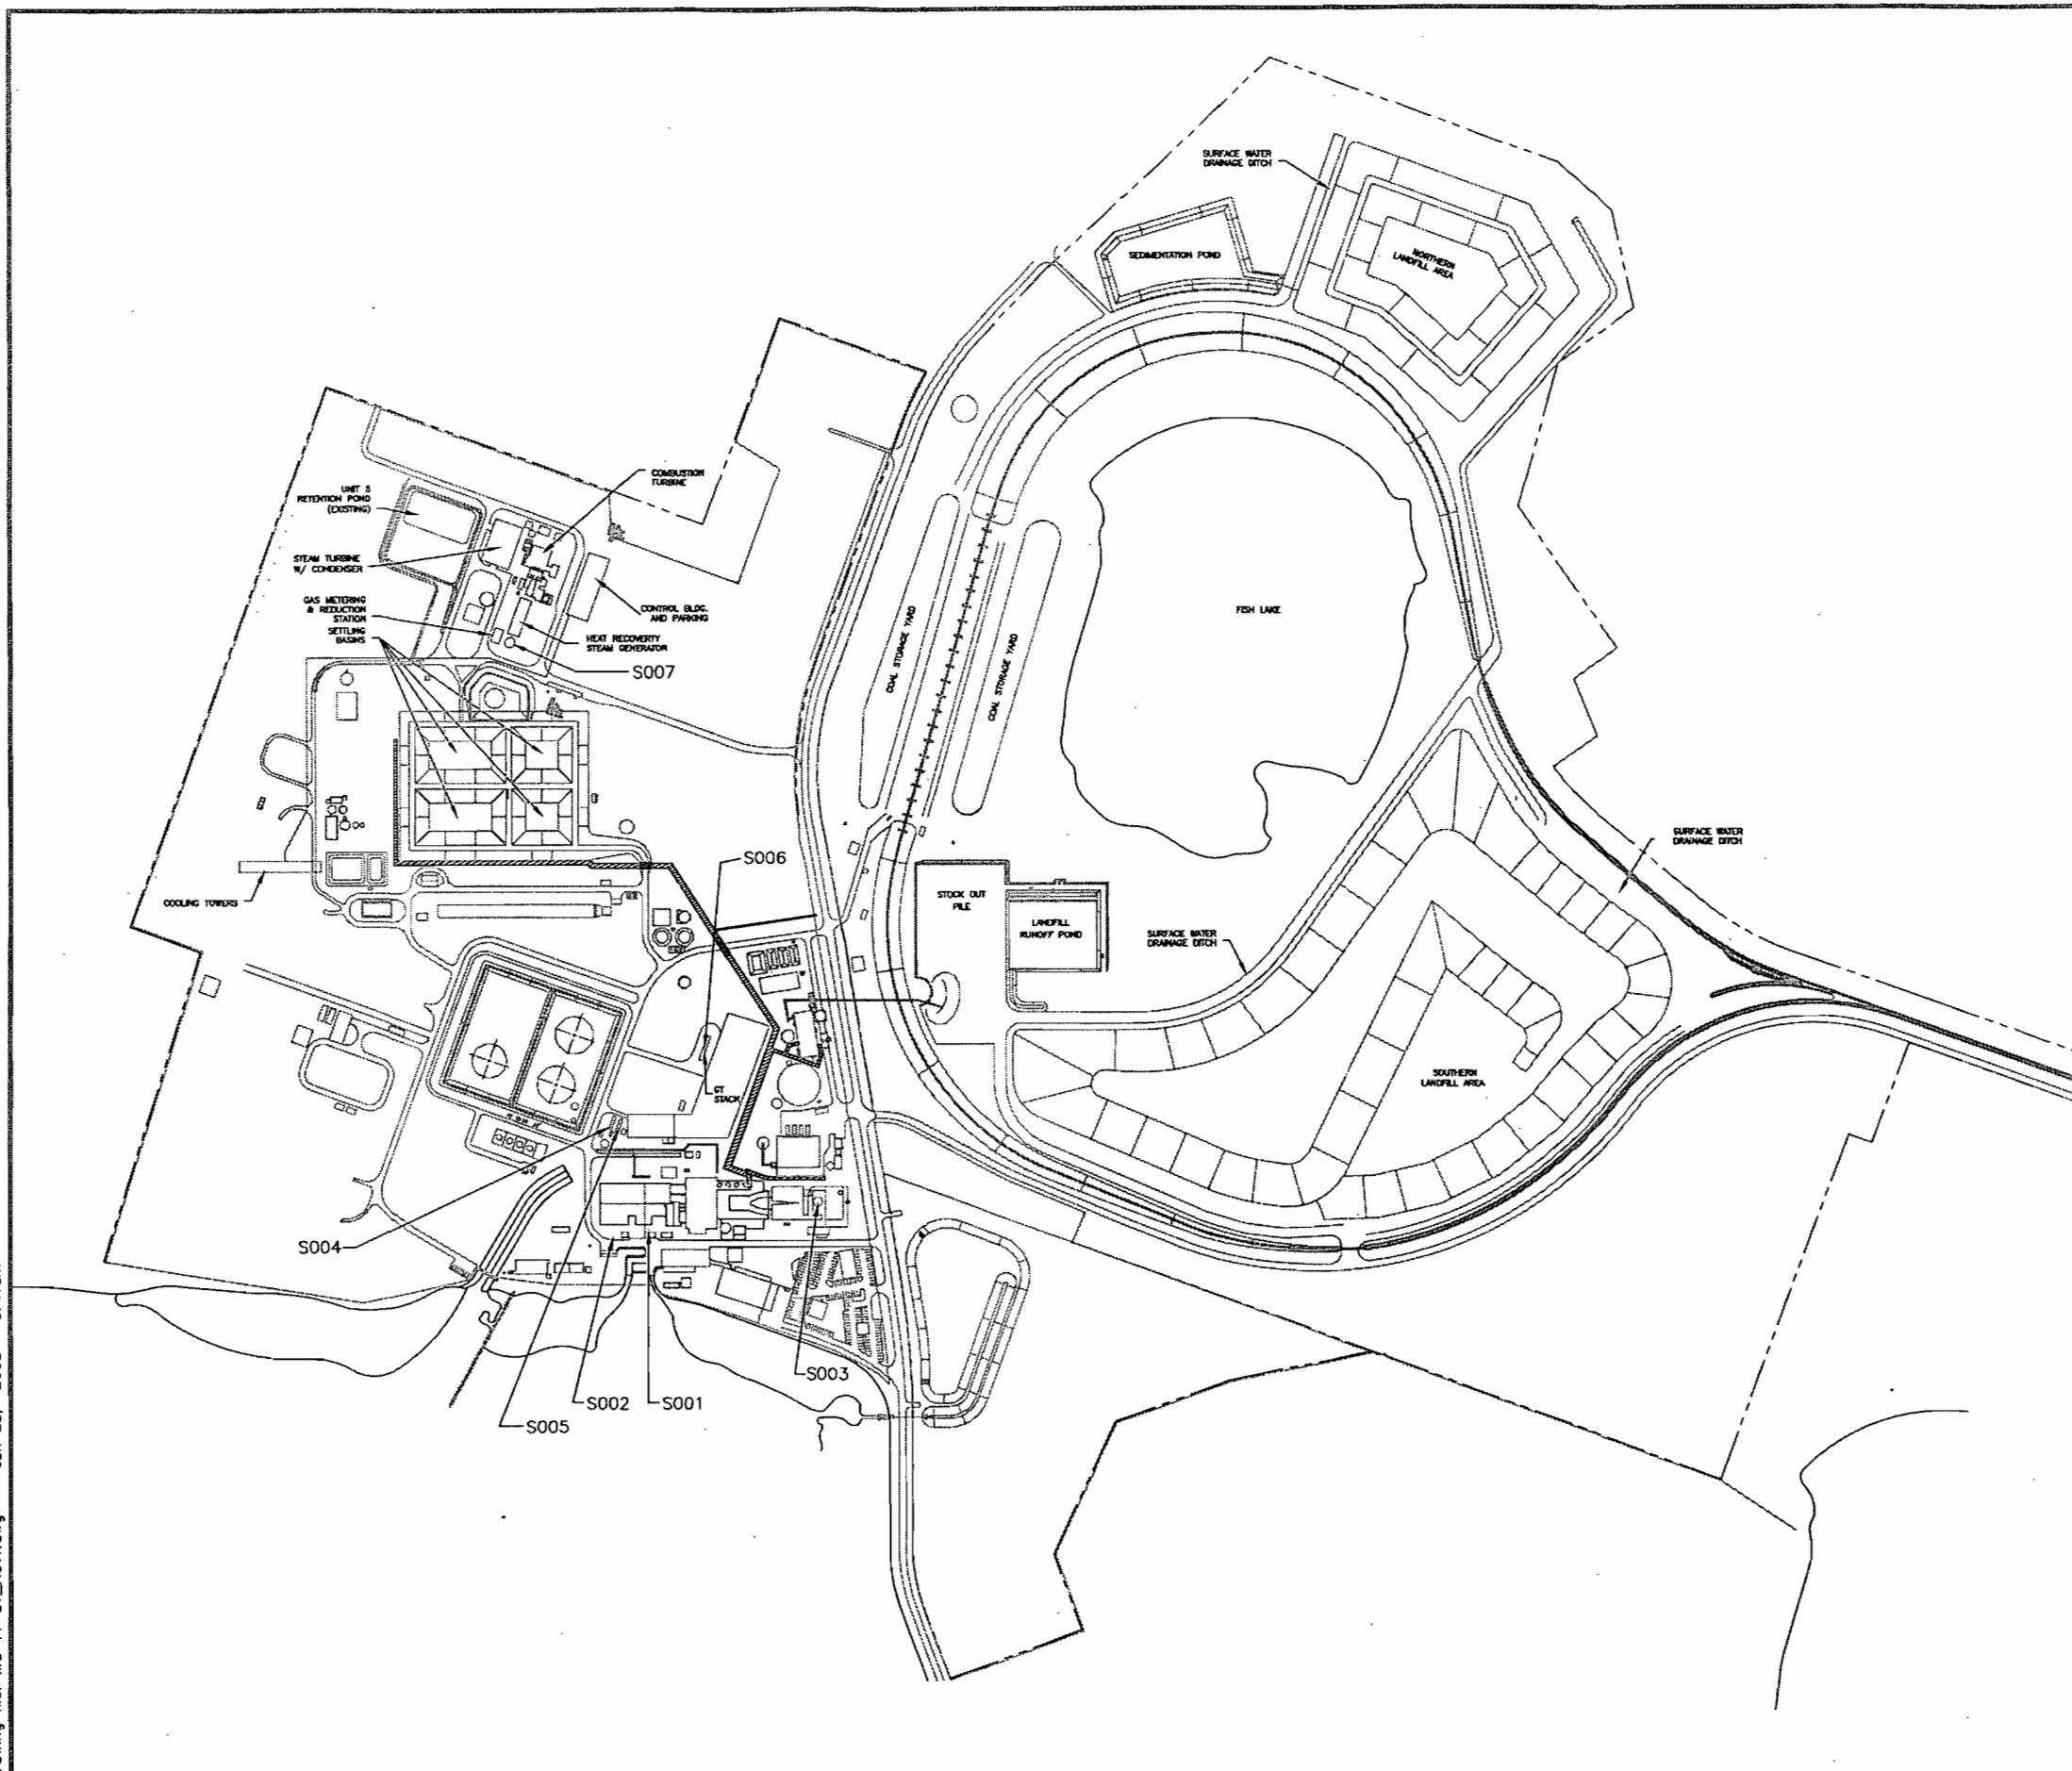 SURFACE WATER
DRAINAGE DITCH
SEDIMENTATION POND
NORTHERN
LANDFILL AREA
COMBUSTION
TURBINE
UNIT 5
RETENTION POND
(EXISTING)
STEAM TURBINE
W/ CONDENSER
GAS METERING
& REDUCTION
STATION
SETTLING
BASINS
CONTROL BLDG.
AND PARKING
HEAT RECOVERTY
STEAM GENERATOR
S007
COAL STORAGE YARD
COAL STORAGE YARD
FISH LAKE
SURFACE WATER
DRAINAGE DITCH
S006
COOLING TOWERS
STOCK OUT
PILE
LANDFILL
RUNOFF POND
SURFACE WATER
DRAINAGE DITCH
GT
STACK
SOUTHERN
LANDFILL AREA
S004
S003
S002
S001
S005